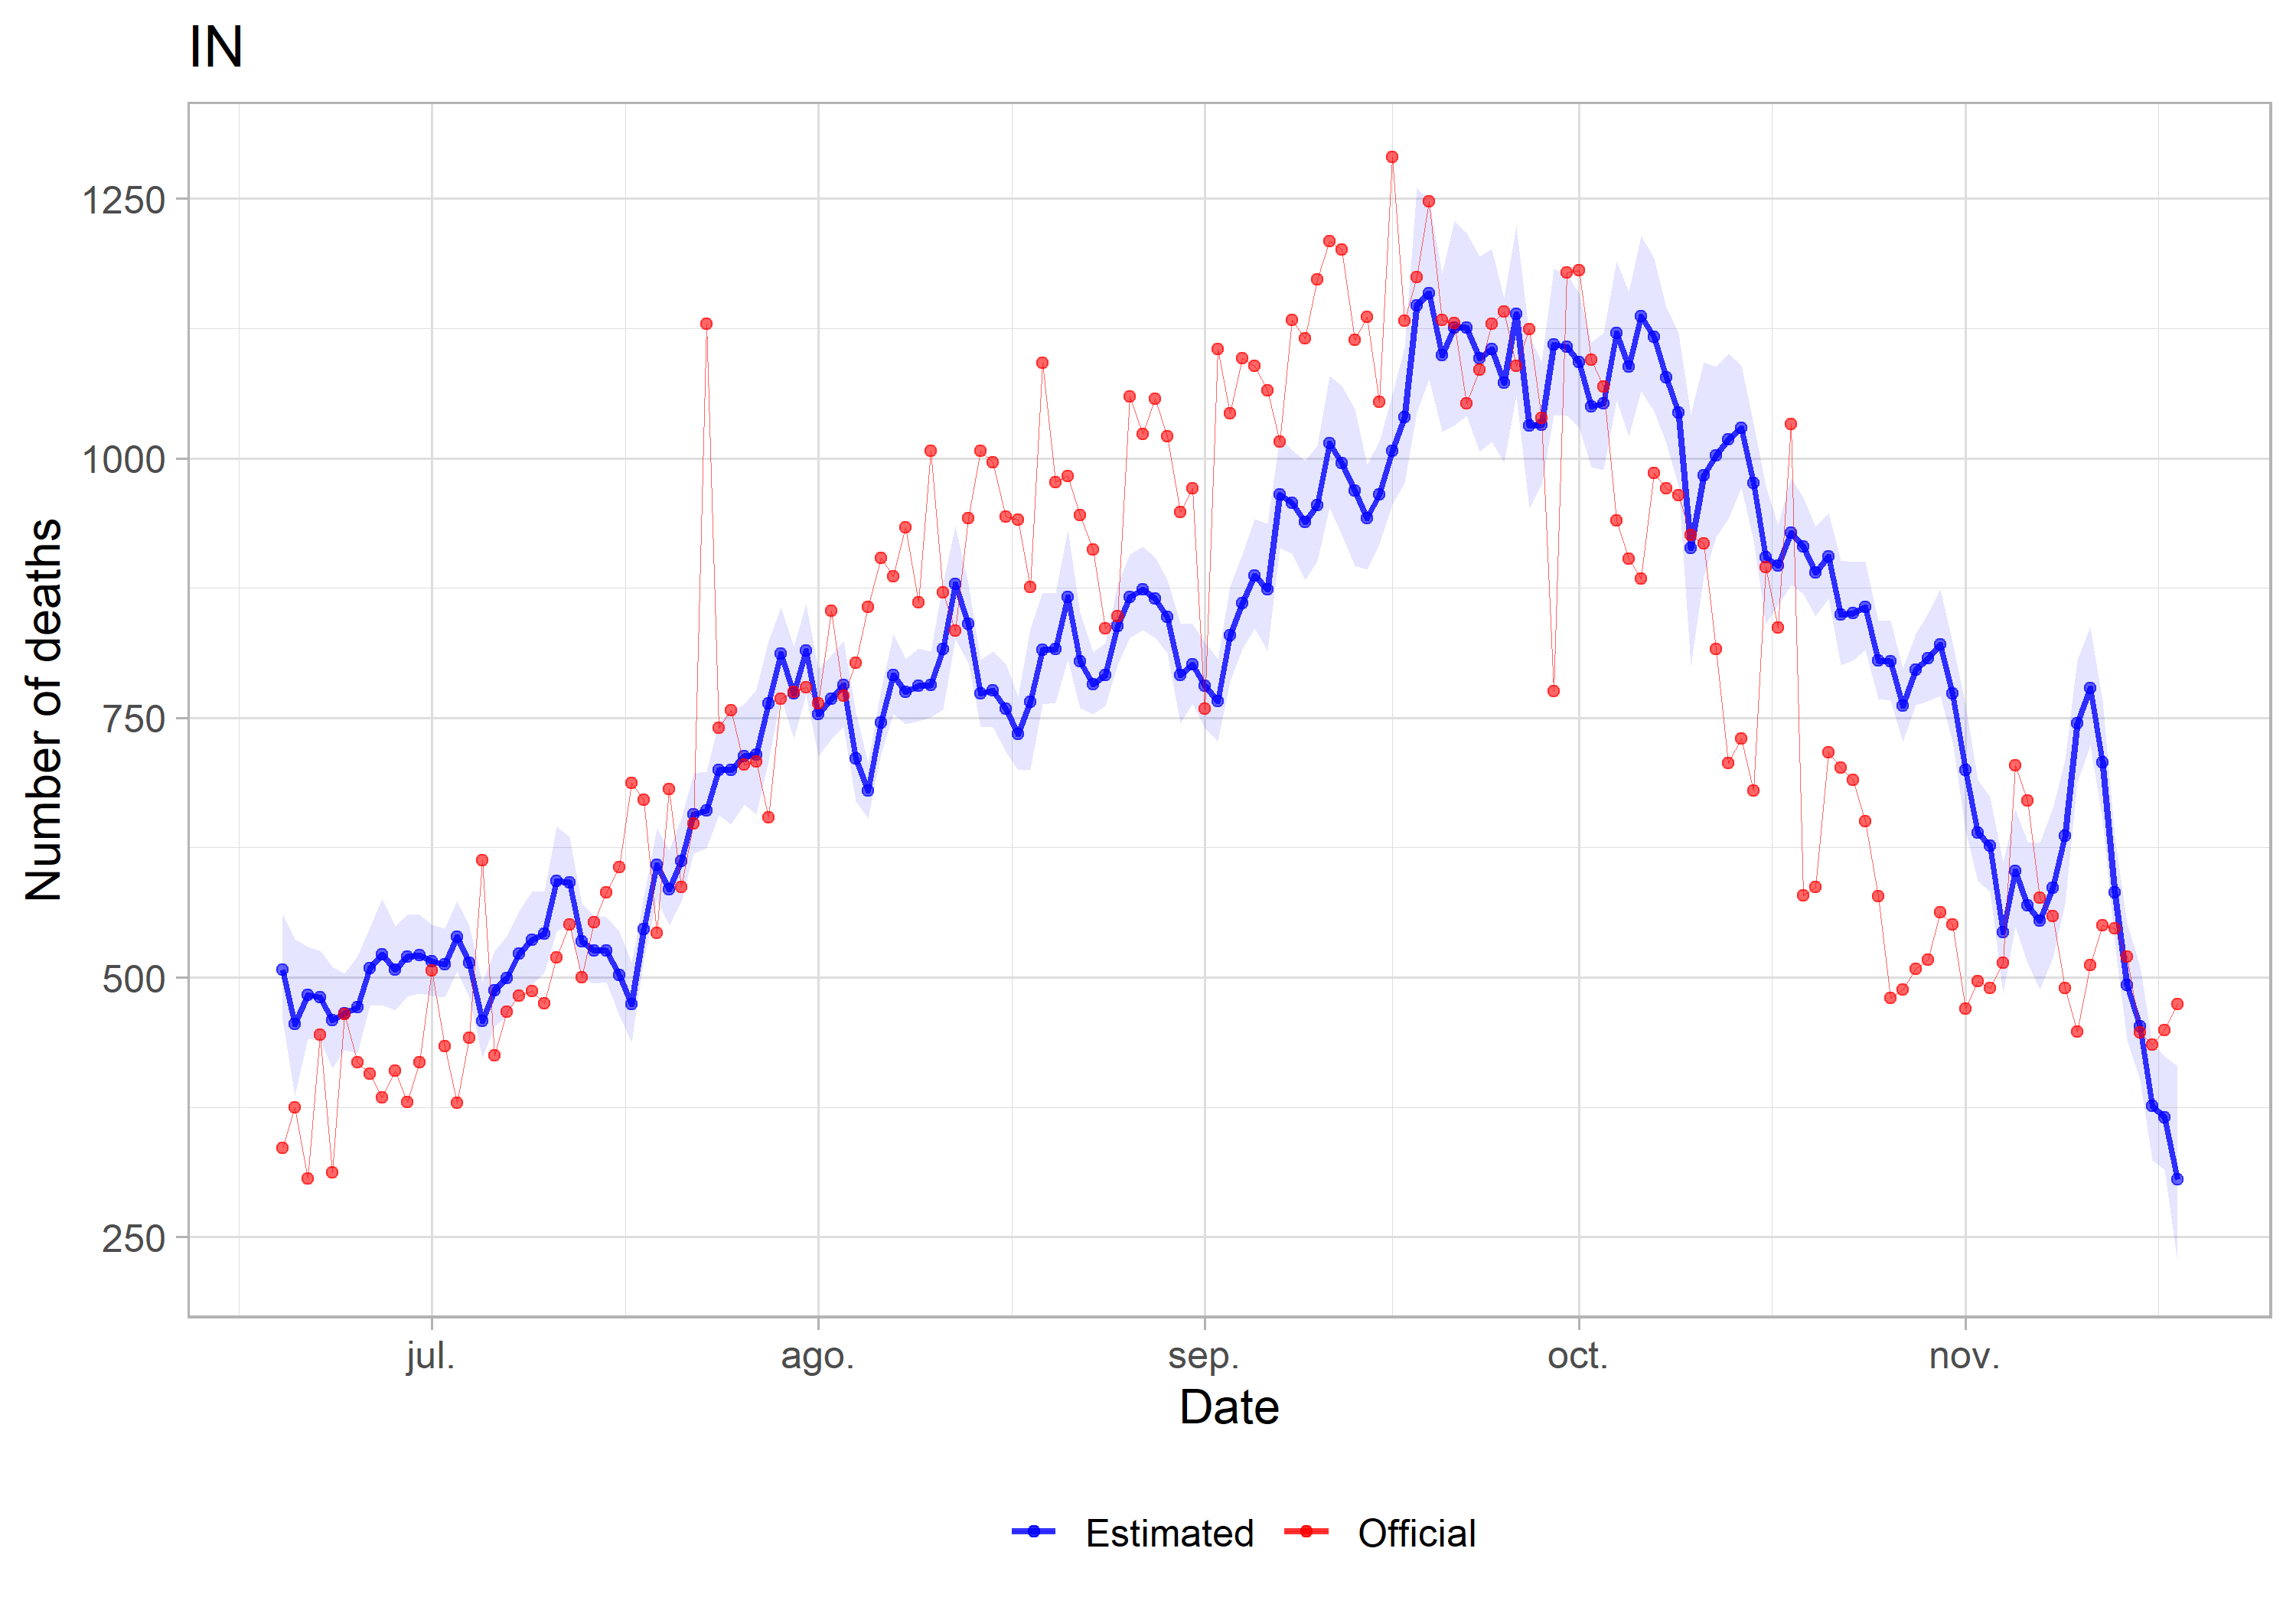 IN
Number of deaths
1250
1000
750
500
250
jul.
ago.
sep.
oct.
nov.
Date
Estimated
Official